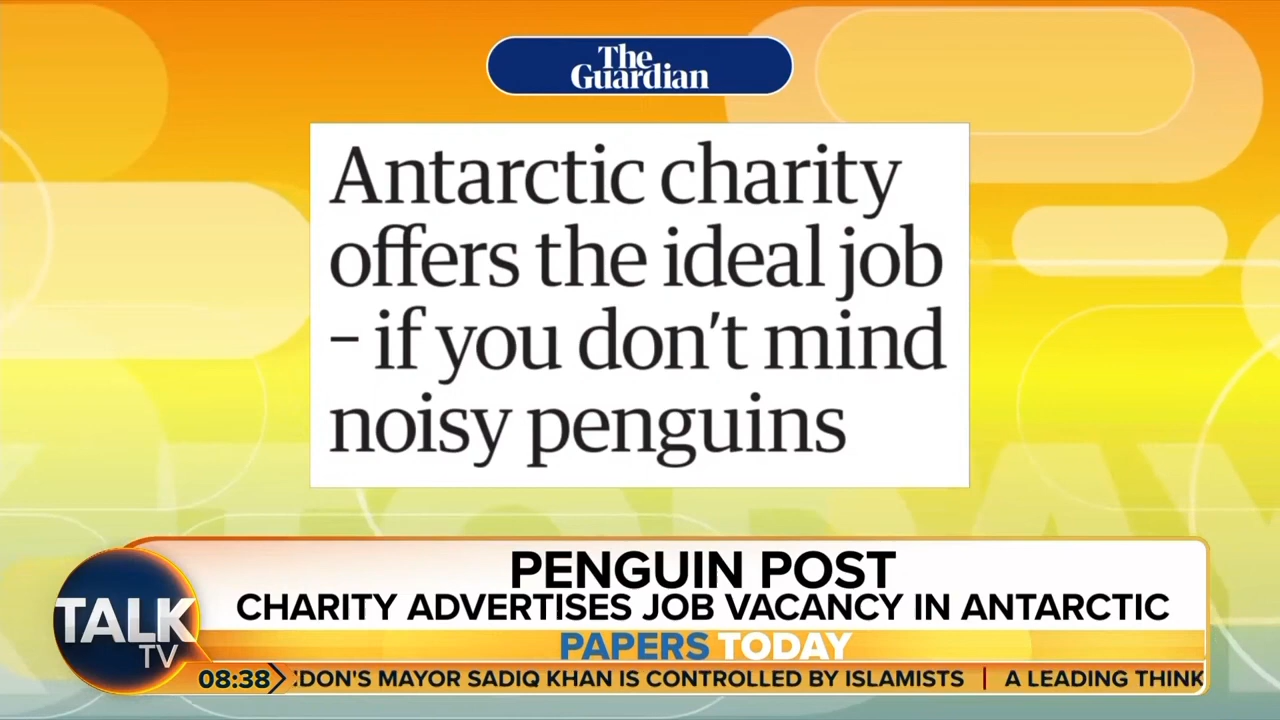 The
Guardian
Antarctic charity
offers the ideal job
– if you don't mind
noisy penguins
PENGUIN POST
CHARITY ADVERTISES JOB VACANCY IN ANTARCTIC
PAPERS TODAY
TALK
TV
08:38
DON'S MAYOR SADIQ KHAN IS CONTROLLED BY ISLAMISTS | A LEADING THINK